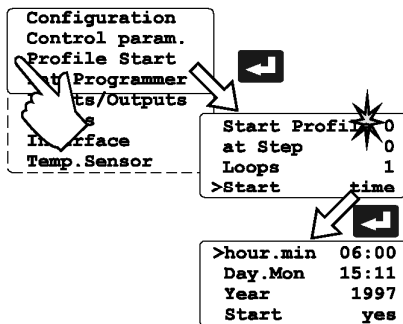 Configuration
Control param.
Profile Start
Programmer
/Outputs
Interface
Temp.Sensor
Start Profile 0
at Step 0
Loops 1
>Start time
>hour.min 06:00
Day.Mon 15:11
Year 1997
Start yes